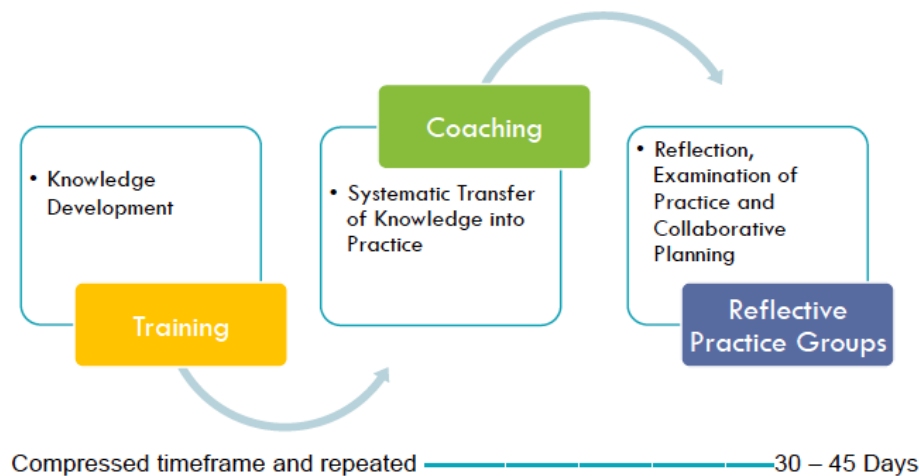 • Knowledge
Development
Training
Coaching
• Systematic Transfer
of Knowledge into
Practice
• Reflection,
Examination of
Practice and
Collaborative
Planning
Reflective
Practice Groups
Compressed timeframe and repeated 30 – 45 Days